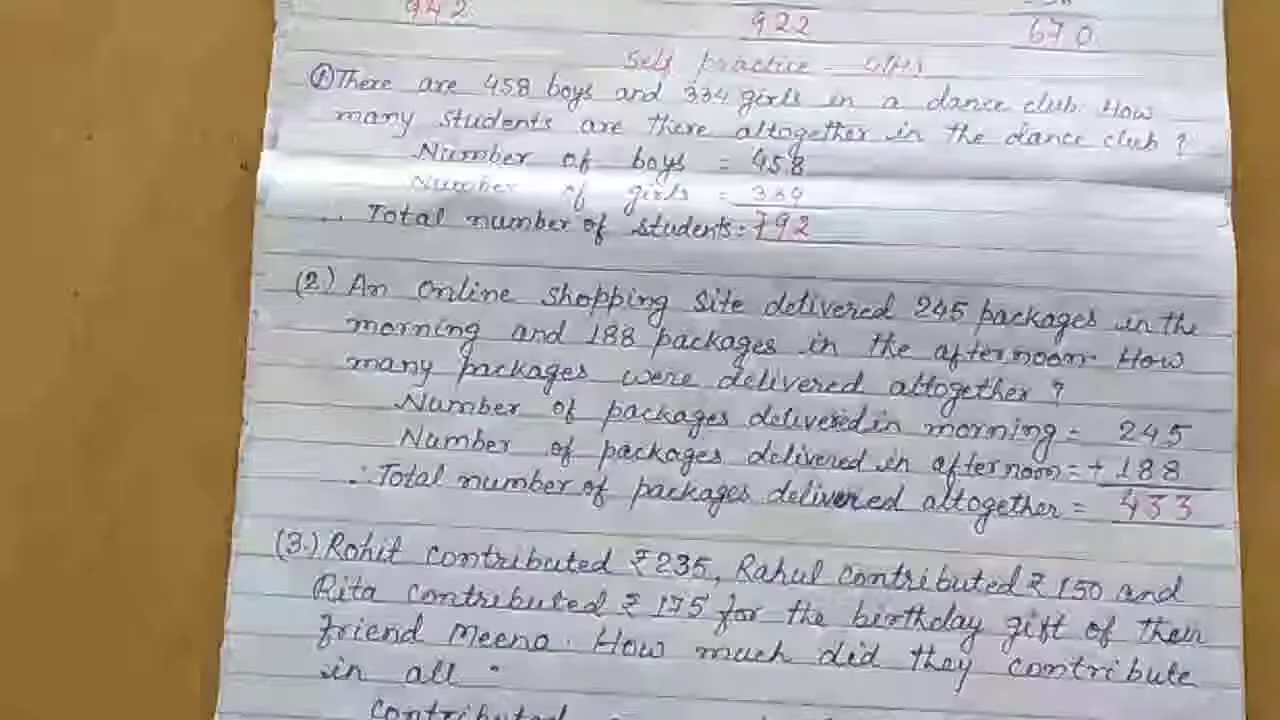 942 922 670
Self practice
① There are 458 boys and 334 girls in a dance club. How
many students are there altogether in the dance club ?
Number of boys = 458
Number of girls = 334
∴ Total number of students = 792
(2) An online shopping site delivered 245 packages in the
morning and 188 packages in the afternoon. How
many packages were delivered altogether ?
Number of packages delivered in morning = 245
Number of packages delivered in afternoon = + 188
∴ Total number of packages delivered altogether = 433
(3.) Rohit contributed ₹ 235, Rahul contributed ₹ 150 and
Rita contributed ₹ 175 for the birthday gift of their
friend Meena. How much did they contribute
in all
Contributed